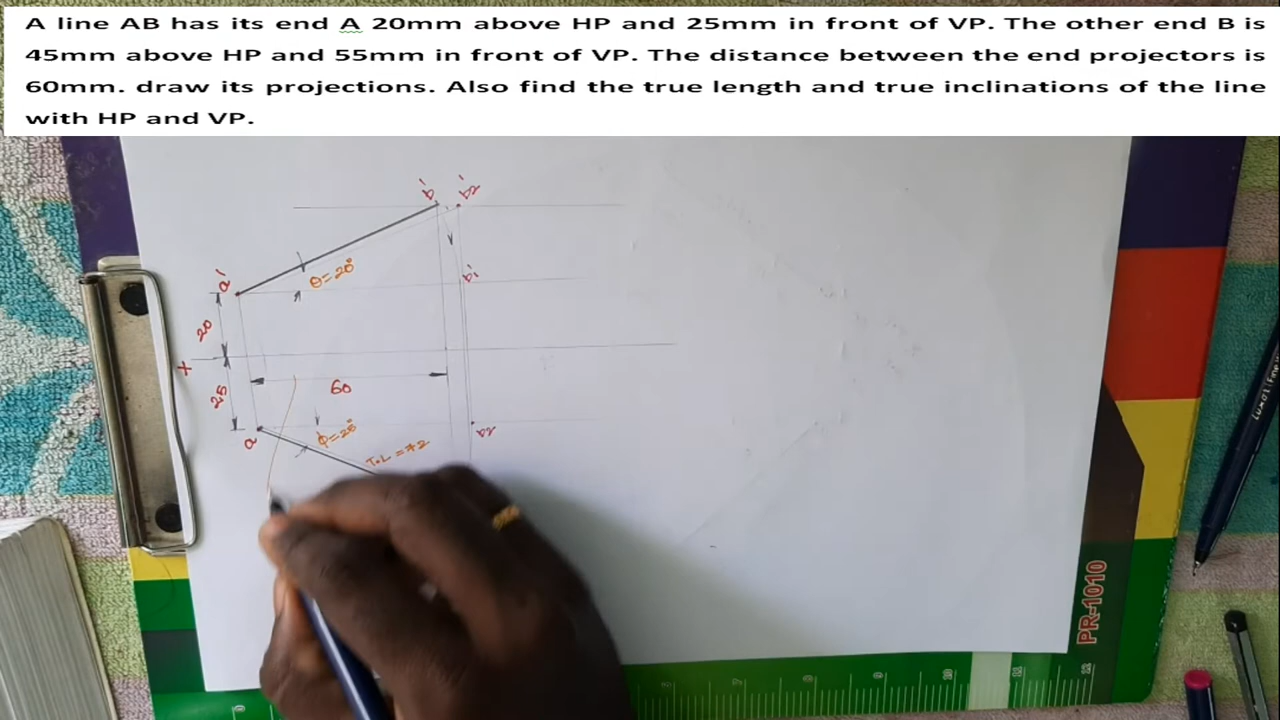 A line AB has its end A 20mm above HP and 25mm in front of VP. The other end B is
45mm above HP and 55mm in front of VP. The distance between the end projectors is
60mm. draw its projections. Also find the true length and true inclinations of the line
with HP and VP.
b' b2'
a' θ=20° b1'
20
X
25 60
a ϕ=25° b2
T.L =72
PR-1010